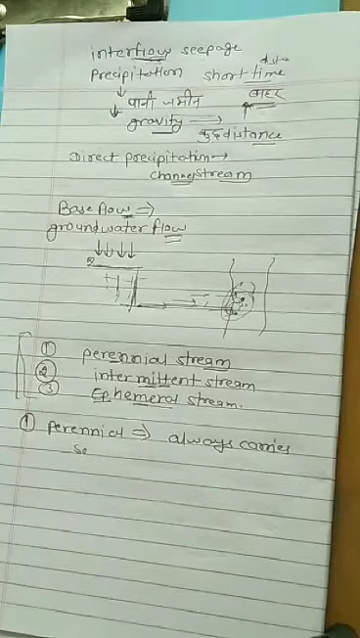 interflow seepage
Precipitation short time
↓ पानी जमीन बाहर
↓ gravity → कुछ distance
Direct precipitation →
channel stream
Base flow ⇒
groundwater flow
① perennial stream
② intermittent stream
③ Ephemeral stream.
① perennial ⇒ always carries
so